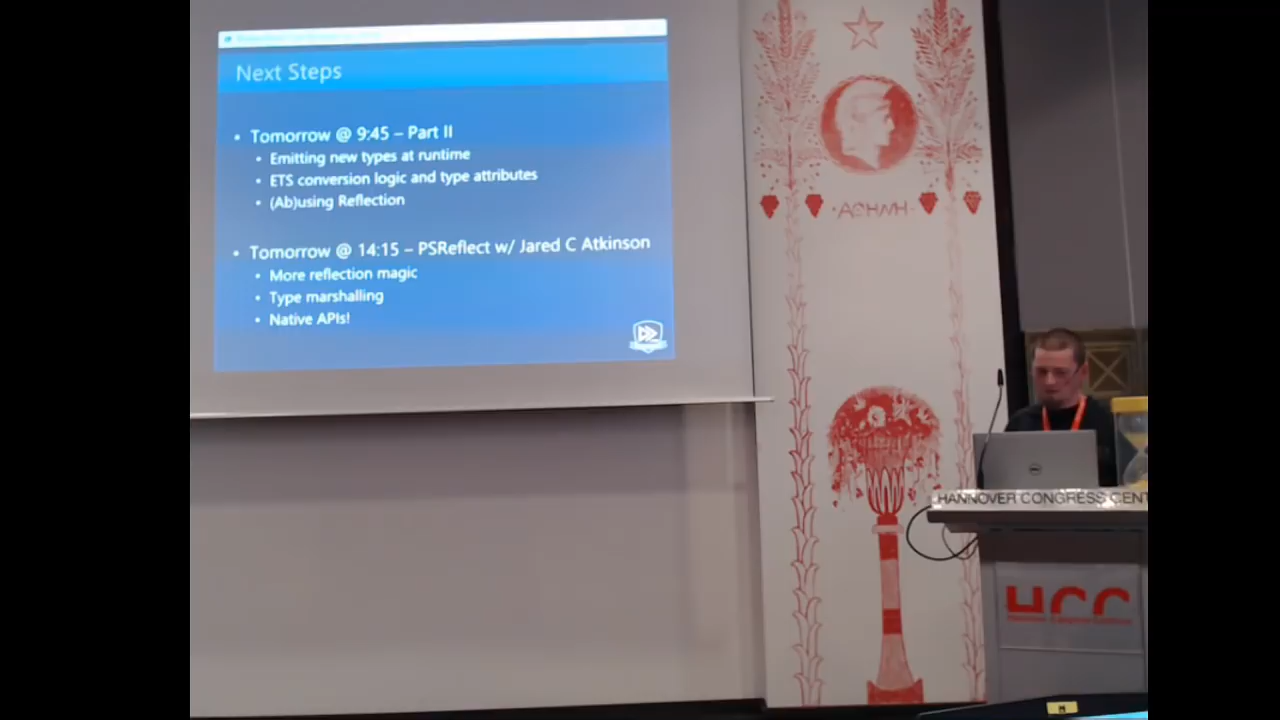 Next Steps
• Tomorrow @ 9:45 – Part II
• Emitting new types at runtime
• ETS conversion logic and type attributes
• (Ab)using Reflection
• Tomorrow @ 14:15 – PSReflect w/ Jared C Atkinson
• More reflection magic
• Type marshalling
• Native APIs!
HANNOVER CONGRESS CENT
HCC